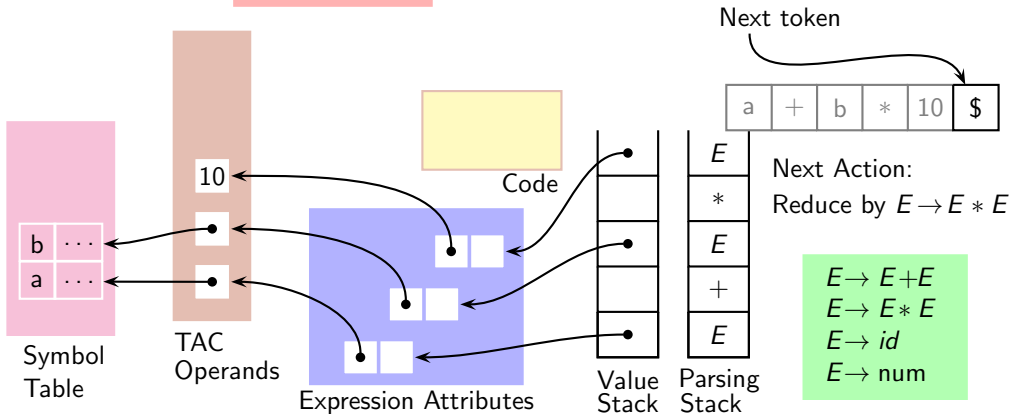 Next token
a + b * 10 $
Code
E
*
E
+
E
Next Action:
Reduce by E → E * E
10
b ···
a ···
E → E+E
E → E * E
E → id
E → num
Symbol
Table
TAC
Operands
Expression Attributes
Value
Stack
Parsing
Stack